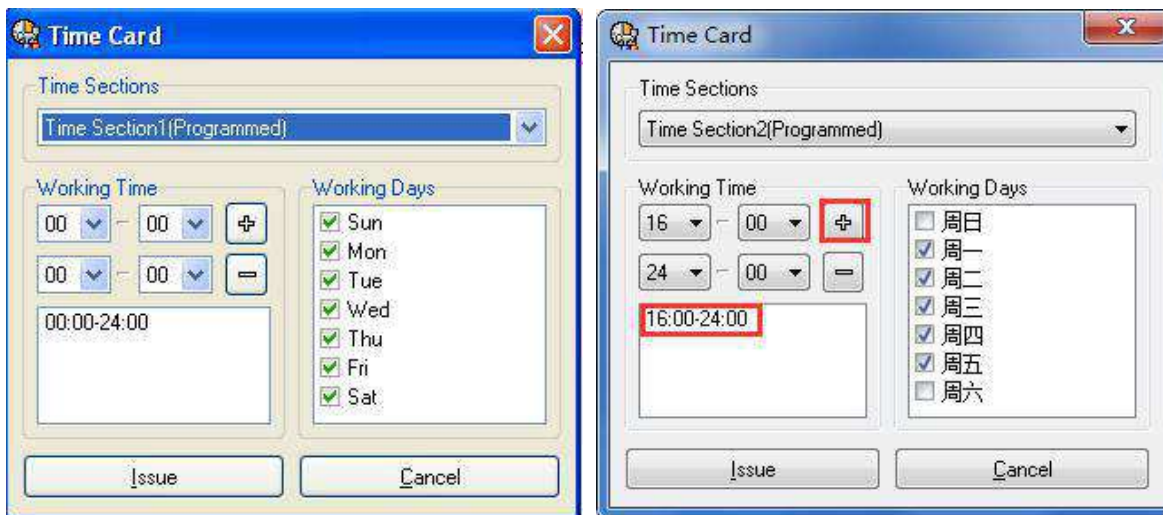 Time Card
Time Sections
Time Section1(Programmed)
Working Time
00 - 00
00 - 00
00:00-24:00
Working Days
Sun
Mon
Tue
Wed
Thu
Fri
Sat
Issue
Cancel
Time Card
Time Sections
Time Section2(Programmed)
Working Time
16 - 00
24 - 00
16:00-24:00
Working Days
周日
周一
周二
周三
周四
周五
周六
Issue
Cancel